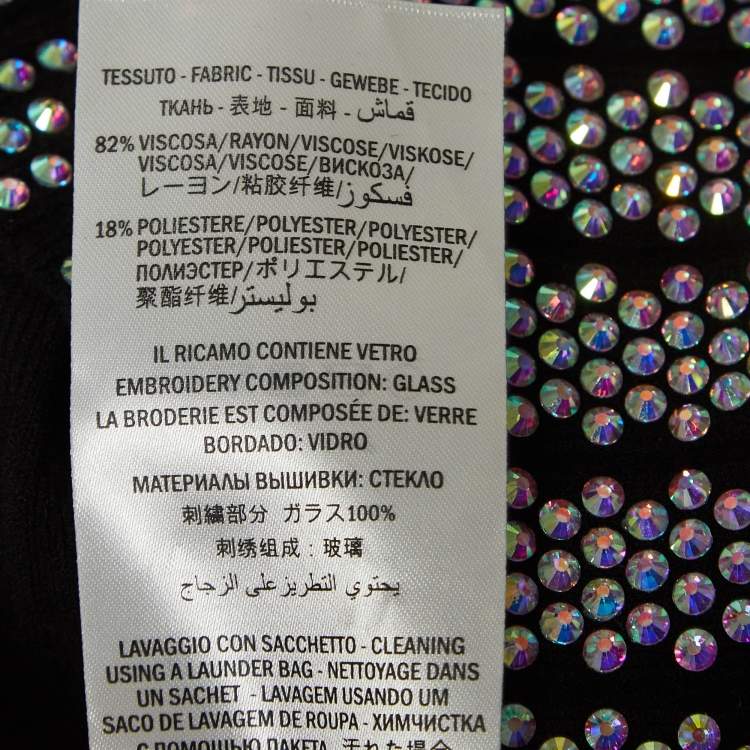 TESSUTO - FABRIC - TISSU - GEWEBE - TECIDO
ТКАНЬ - 表地 - 面料 - قماش
82% VISCOSA/RAYON/VISCOSE/VISKOSE/
VISCOSA/VISCOSE/ВИСКОЗА/
レーヨン/粘胶纤维/فسكوز
18% POLIESTERE/POLYESTER/POLYESTER/
POLYESTER/POLIESTER/POLIESTER/
ПОЛИЭСТЕР/ポリエステル/
聚酯纤维/بوليستر
IL RICAMO CONTIENE VETRO
EMBROIDERY COMPOSITION: GLASS
LA BRODERIE EST COMPOSÉE DE: VERRE
BORDADO: VIDRO
МАТЕРИАЛЫ ВЫШИВКИ: СТЕКЛО
刺繍部分 ガラス100%
刺绣组成：玻璃
يحتوي التطريز على الزجاج
LAVAGGIO CON SACCHETTO - CLEANING
USING A LAUNDER BAG - NETTOYAGE DANS
UN SACHET - LAVAGEM USANDO UM
SACO DE LAVAGEM DE ROUPA - ХИМЧИСТКА
С ПОМОЩЬЮ ПАКЕТА